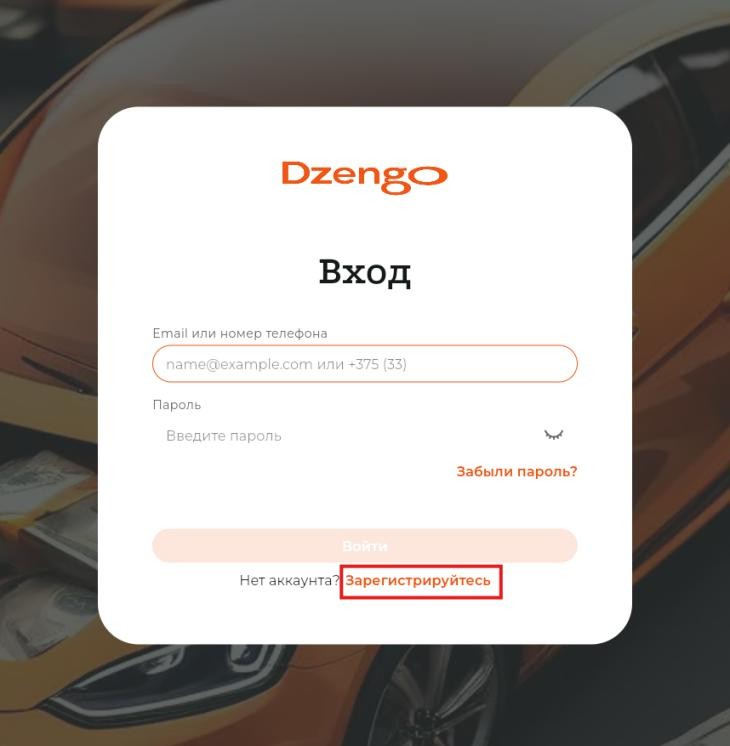 Dzengo
Вход
Email или номер телефона
name@example.com или +375 (33)
Пароль
Введите пароль
Забыли пароль?
Войти
Нет аккаунта? Зарегистрируйтесь